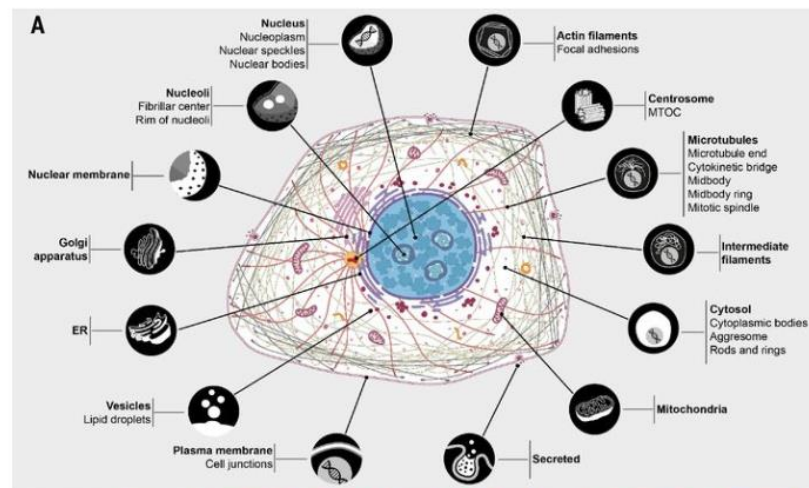 A
Nucleus
Nucleoplasm
Nuclear speckles
Nuclear bodies
Actin filaments
Focal adhesions
Nucleoli
Fibrillar center
Rim of nucleoli
Centrosome
MTOC
Nuclear membrane
Microtubules
Microtubule end
Cytokinetic bridge
Midbody
Midbody ring
Mitotic spindle
Golgi
apparatus
Intermediate
filaments
ER
Cytosol
Cytoplasmic bodies
Aggresome
Rods and rings
Vesicles
Lipid droplets
Mitochondria
Plasma membrane
Cell junctions
Secreted